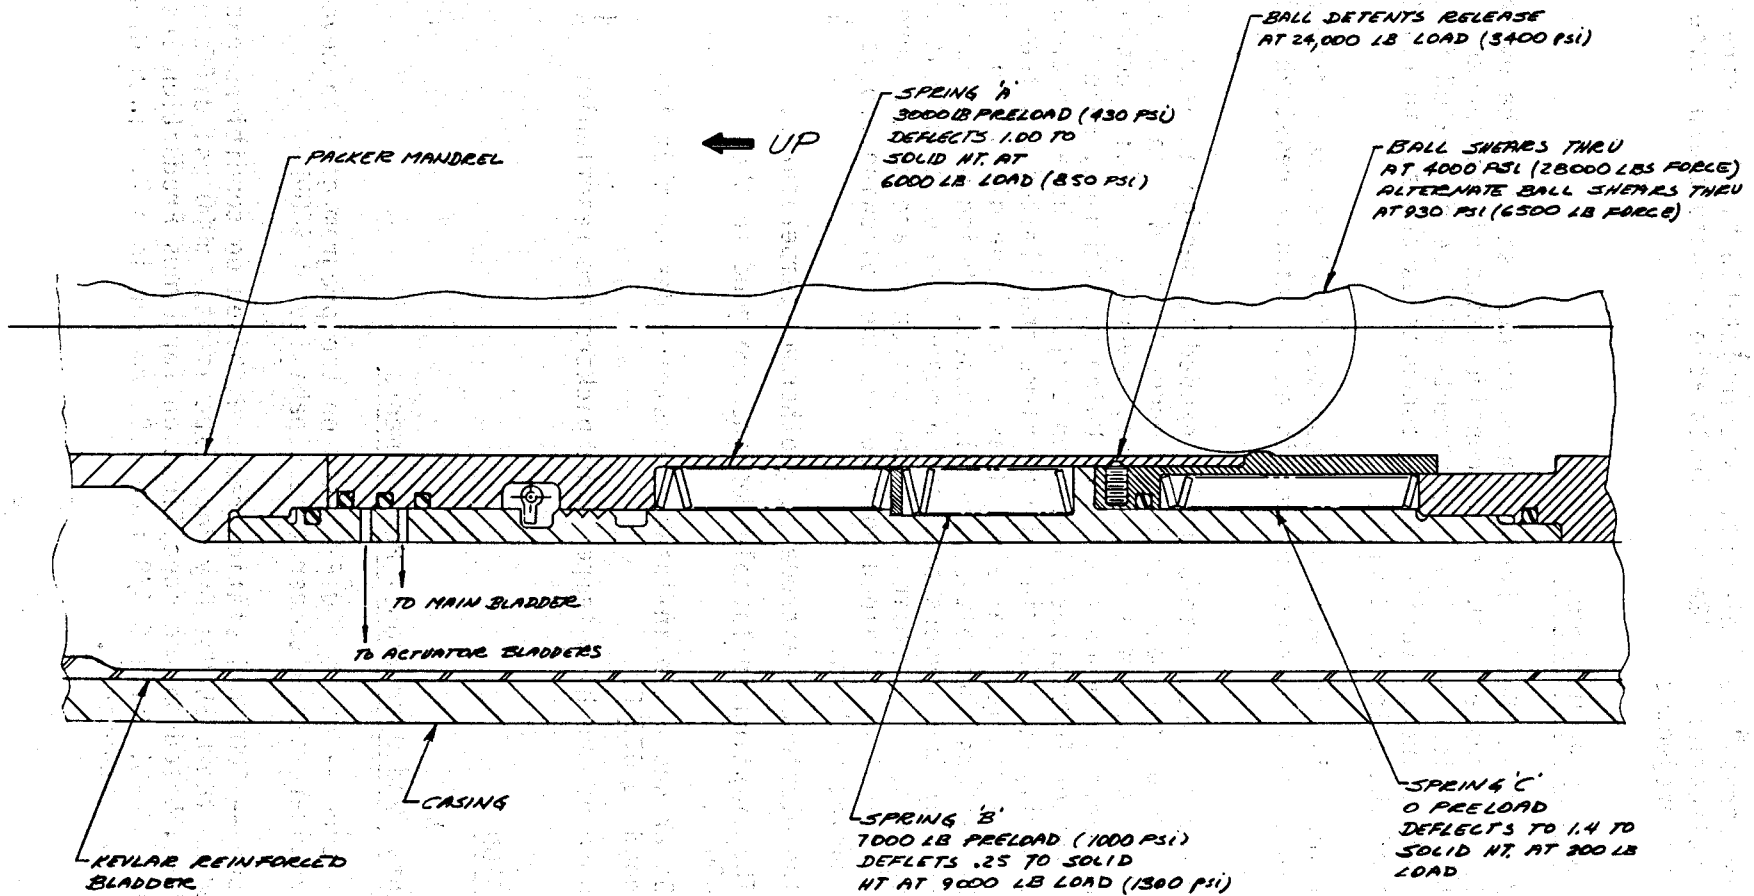 BALL DETENTS RELEASE
AT 24,000 LB LOAD (3400 PSI)
SPRING 'A'
3000 LB PRELOAD (430 PSI)
DEFLECTS 1.00 TO
SOLID HT. AT
6000 LB LOAD (850 PSI)
UP
PACKER MANDREL
BALL SHEARS THRU
AT 4000 PSI (28000 LBS FORCE)
ALTERNATE BALL SHEARS THRU
AT 930 PSI (6500 LB FORCE)
TO MAIN BLADDER
TO ACTUATOR BLADDERS
CASING
KEVLAR REINFORCED
BLADDER
SPRING 'B'
7000 LB PRELOAD (1000 PSI)
DEFLETS .25 TO SOLID
HT AT 9000 LB LOAD (1300 PSI)
SPRING 'C'
0 PRELOAD
DEFLECTS TO 1.4 TO
SOLID HT. AT 200 LB
LOAD